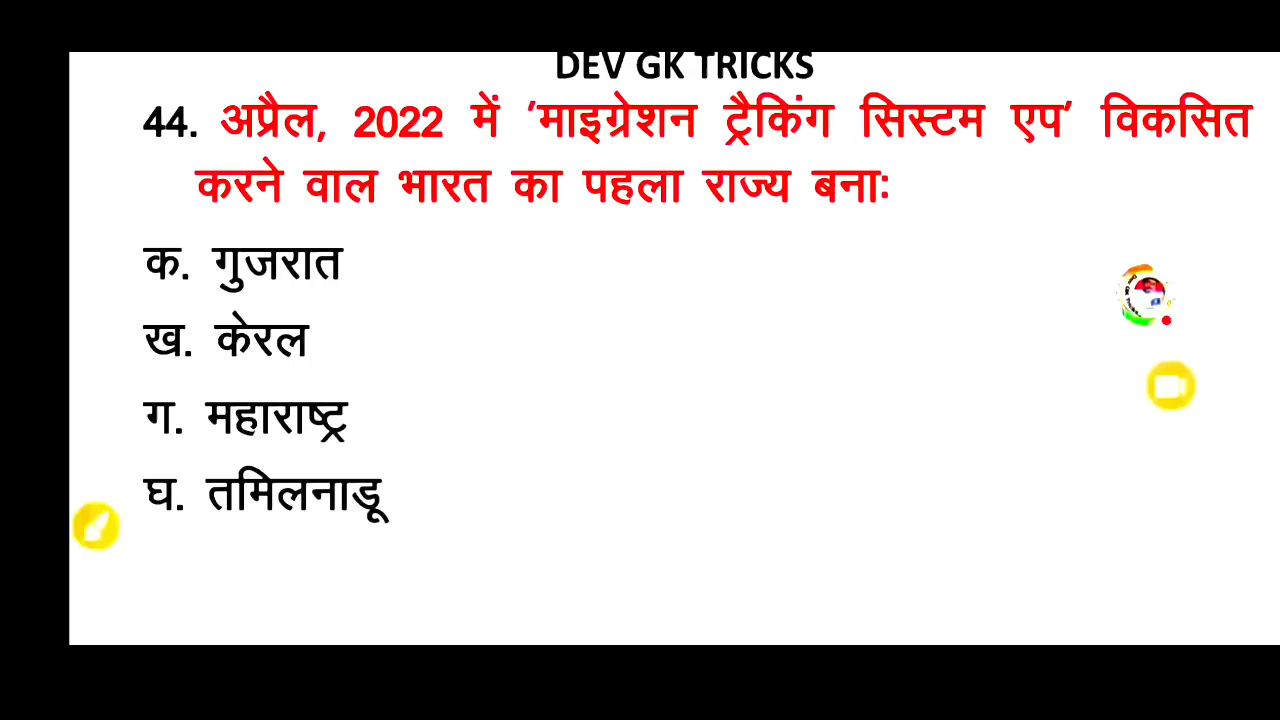 DEV GK TRICKS
44. अप्रैल, 2022 में ’माइग्रेशन ट्रैकिंग सिस्टम एप’ विकसित
करने वाल भारत का पहला राज्य बनाः
क. गुजरात
ख. केरल
ग. महाराष्ट्र
घ. तमिलनाडू